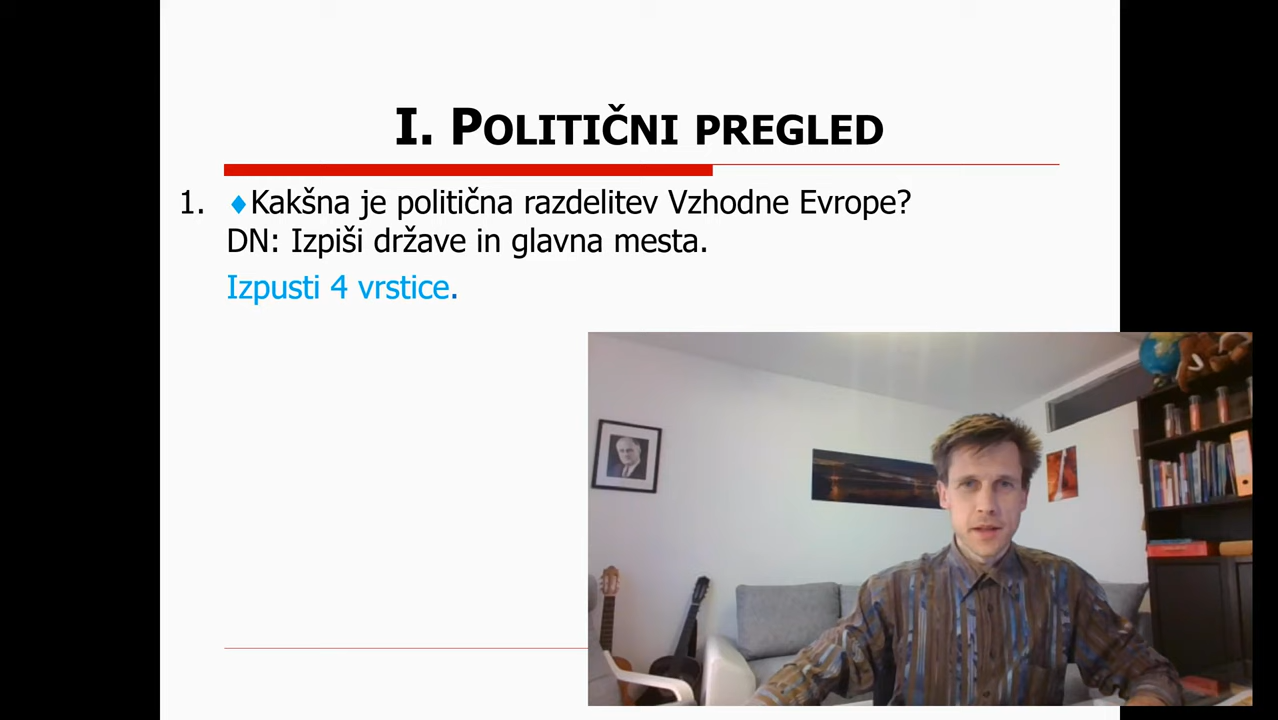 I. POLITIČNI PREGLED
1. ♦Kakšna je politična razdelitev Vzhodne Evrope?
DN: Izpiši države in glavna mesta.
Izpusti 4 vrstice.